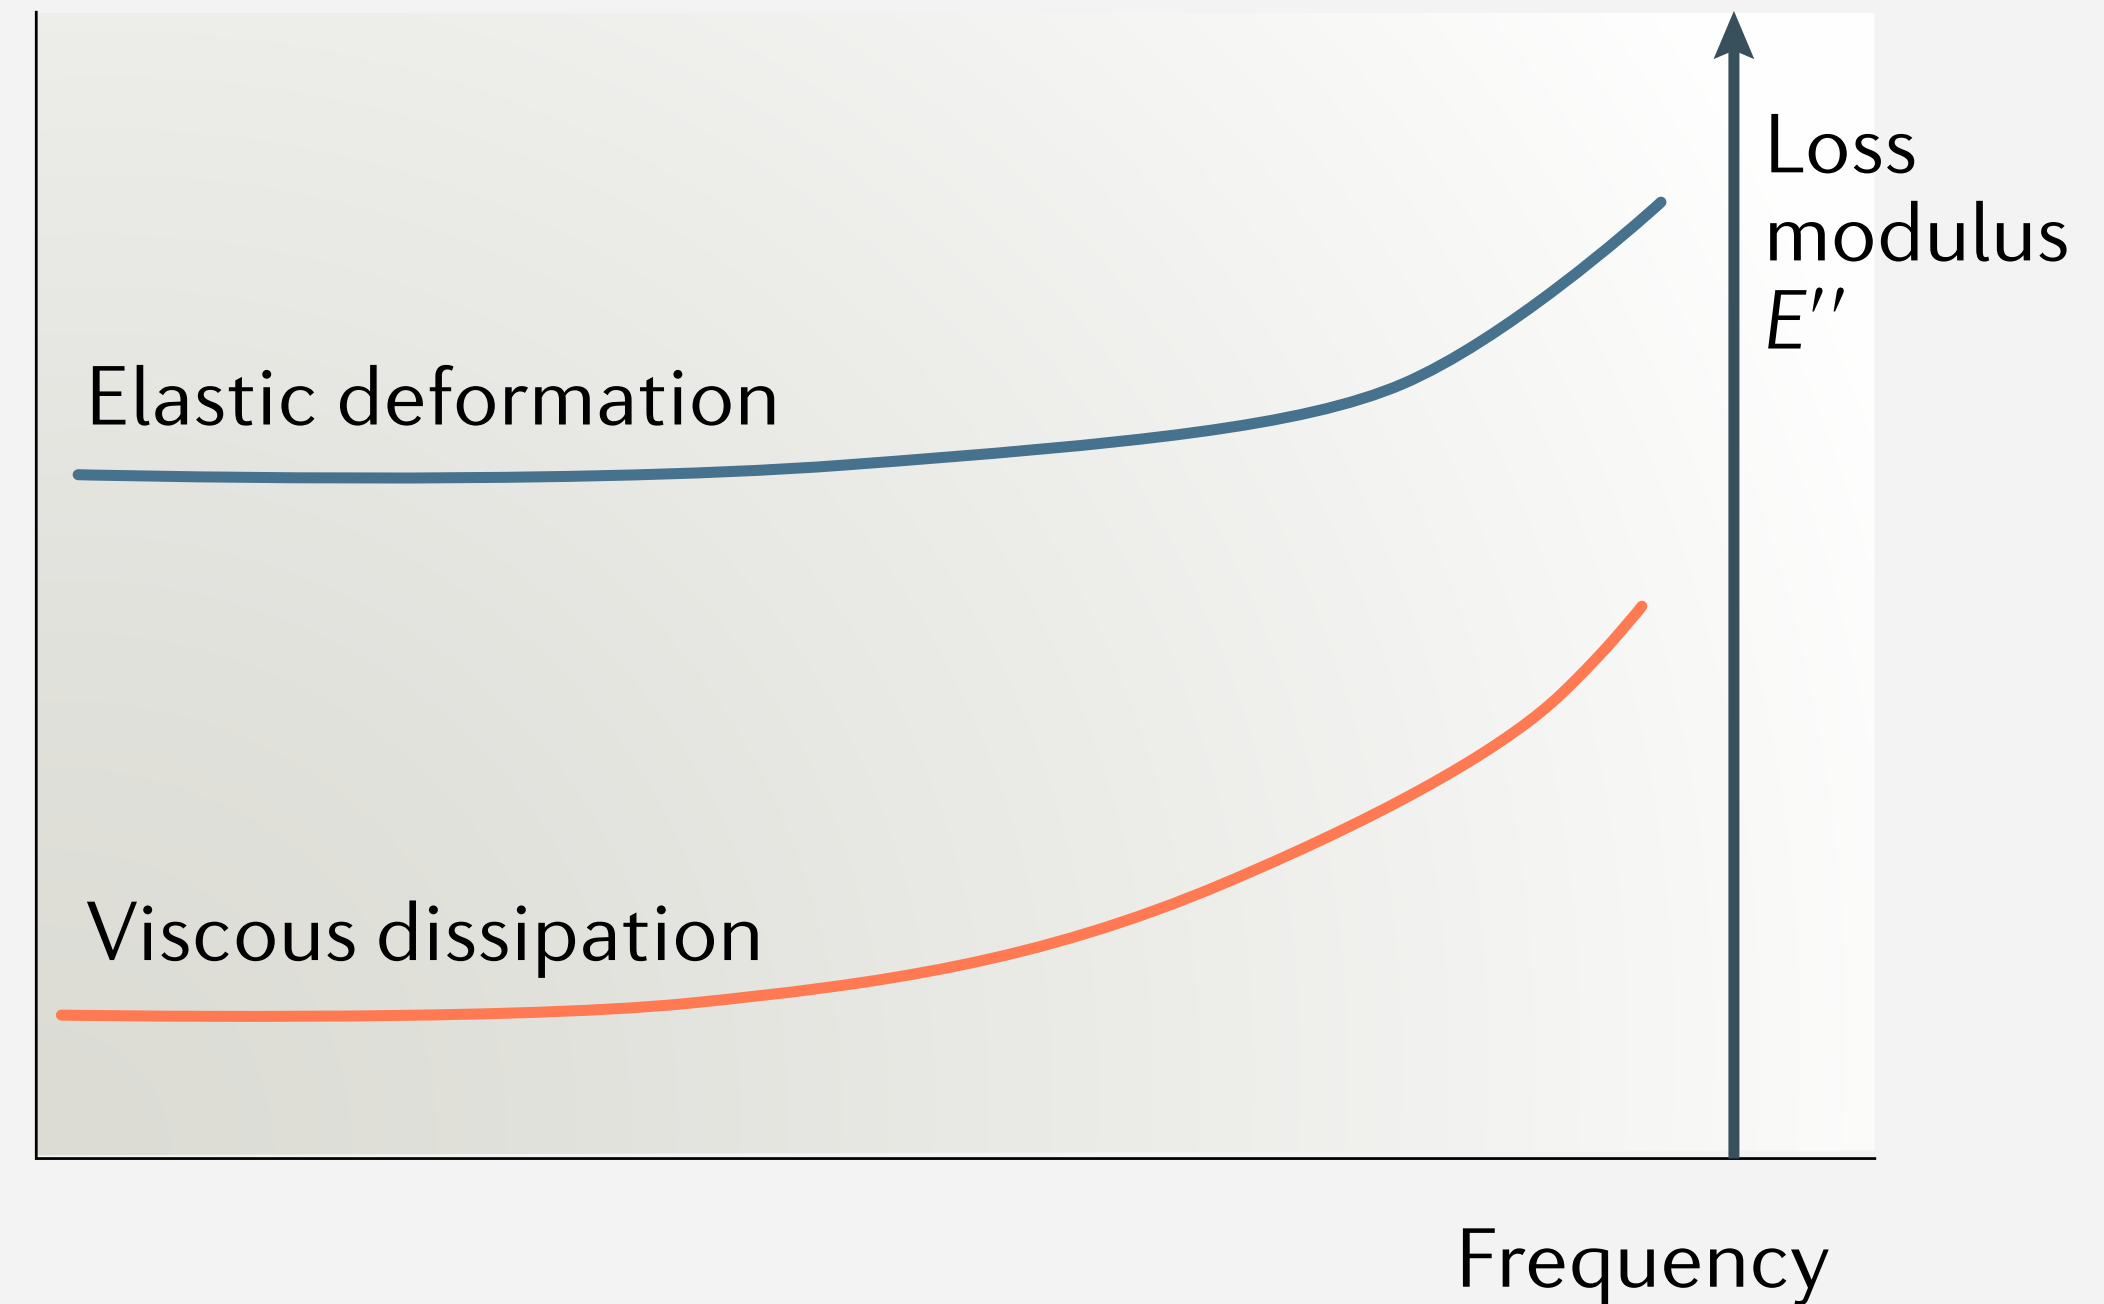 Loss
modulus
E′′
Elastic deformation
Viscous dissipation
Frequency